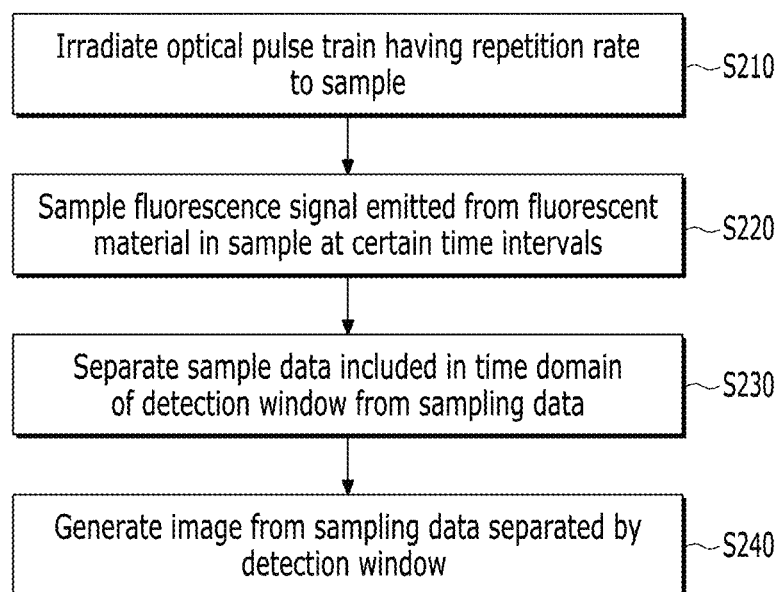 Irradiate optical pulse train having repetition rate
to sample
S210
Sample fluorescence signal emitted from fluorescent
material in sample at certain time intervals
S220
Separate sample data included in time domain
of detection window from sampling data
S230
Generate image from sampling data separated by
detection window
S240